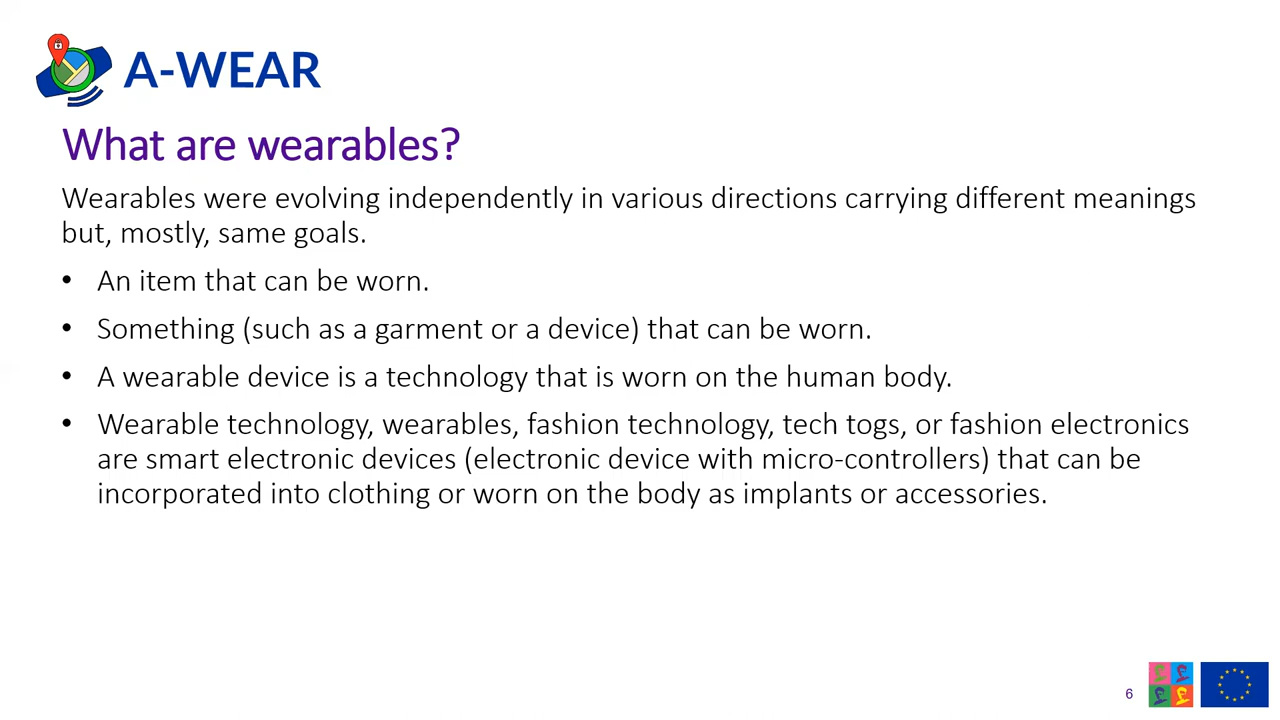 A-WEAR
What are wearables?
Wearables were evolving independently in various directions carrying different meanings
but, mostly, same goals.
• An item that can be worn.
• Something (such as a garment or a device) that can be worn.
• A wearable device is a technology that is worn on the human body.
• Wearable technology, wearables, fashion technology, tech togs, or fashion electronics
are smart electronic devices (electronic device with micro-controllers) that can be
incorporated into clothing or worn on the body as implants or accessories.
6